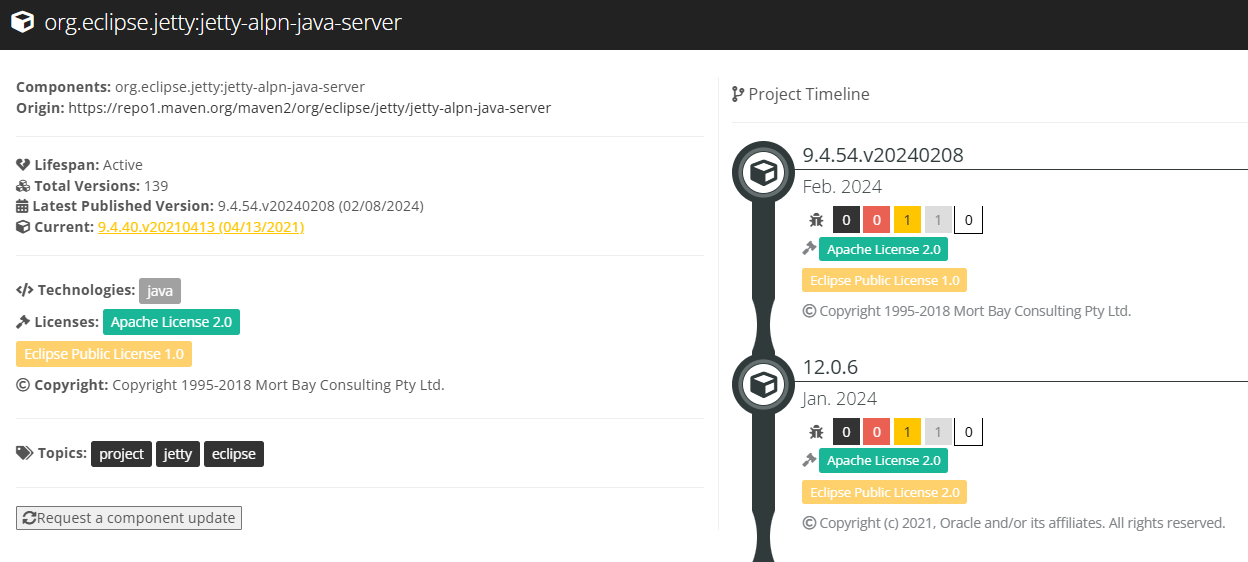 org.eclipse.jetty:jetty-alpn-java-server
Components: org.eclipse.jetty:jetty-alpn-java-server
Origin: https://repo1.maven.org/maven2/org/eclipse/jetty/jetty-alpn-java-server
Lifespan: Active
Total Versions: 139
Latest Published Version: 9.4.54.v20240208 (02/08/2024)
Current: 9.4.40.v20210413 (04/13/2021)
Technologies: java
Licenses: Apache License 2.0
Eclipse Public License 1.0
© Copyright: Copyright 1995-2018 Mort Bay Consulting Pty Ltd.
Topics: project jetty eclipse
Request a component update
Project Timeline
9.4.54.v20240208
Feb. 2024
0 0 1 1 0
Apache License 2.0
Eclipse Public License 1.0
© Copyright 1995-2018 Mort Bay Consulting Pty Ltd.
12.0.6
Jan. 2024
0 0 1 1 0
Apache License 2.0
Eclipse Public License 1.0
© Copyright (c) 2021, Oracle and/or its affiliates. All rights reserved.